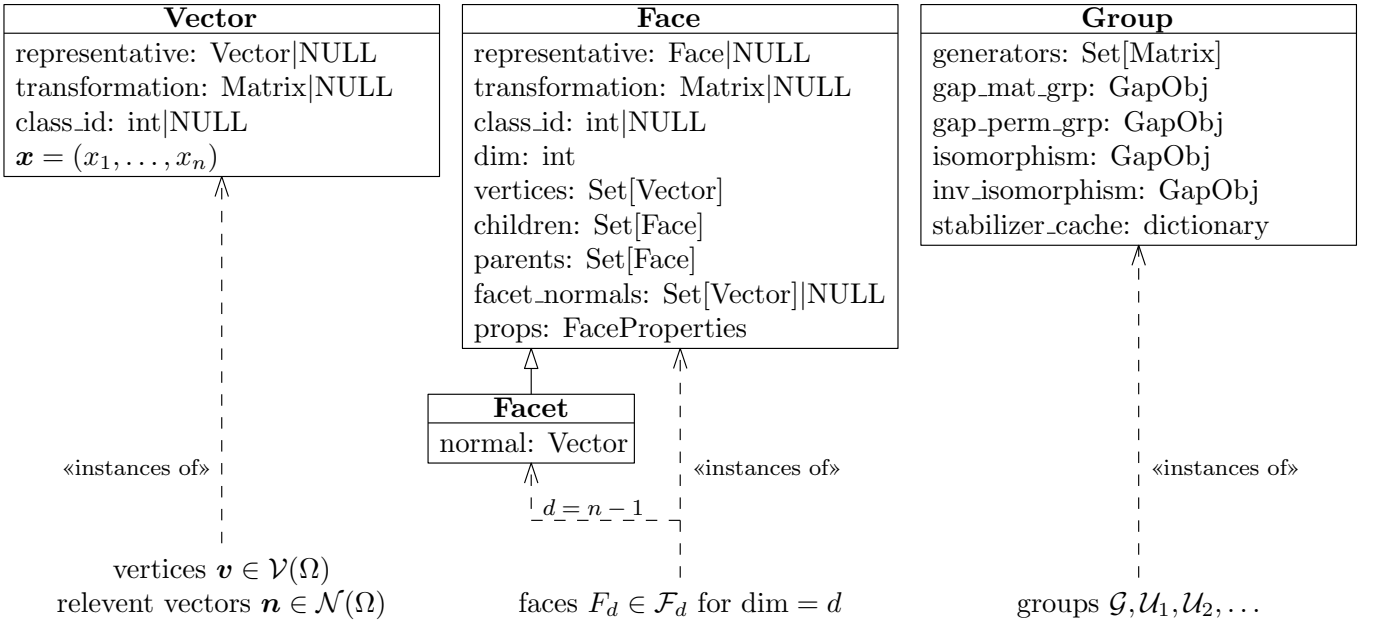 Vector
representative: Vector|NULL
transformation: Matrix|NULL
class_id: int|NULL
𝒙 = (x₁, . . . , xₙ)
Face
representative: Face|NULL
transformation: Matrix|NULL
class_id: int|NULL
dim: int
vertices: Set[Vector]
children: Set[Face]
parents: Set[Face]
facet_normals: Set[Vector]|NULL
props: FaceProperties
Group
generators: Set[Matrix]
gap_mat_grp: GapObj
gap_perm_grp: GapObj
isomorphism: GapObj
inv_isomorphism: GapObj
stabilizer_cache: dictionary
Facet
normal: Vector
«instances of»
«instances of»
«instances of»
d = n − 1
vertices 𝒗 ∈ 𝒱(Ω)
relevent vectors 𝒏 ∈ 𝒩(Ω)
faces F_d ∈ ℱ_d for dim = d
groups 𝒢, 𝒰₁, 𝒰₂, . . .